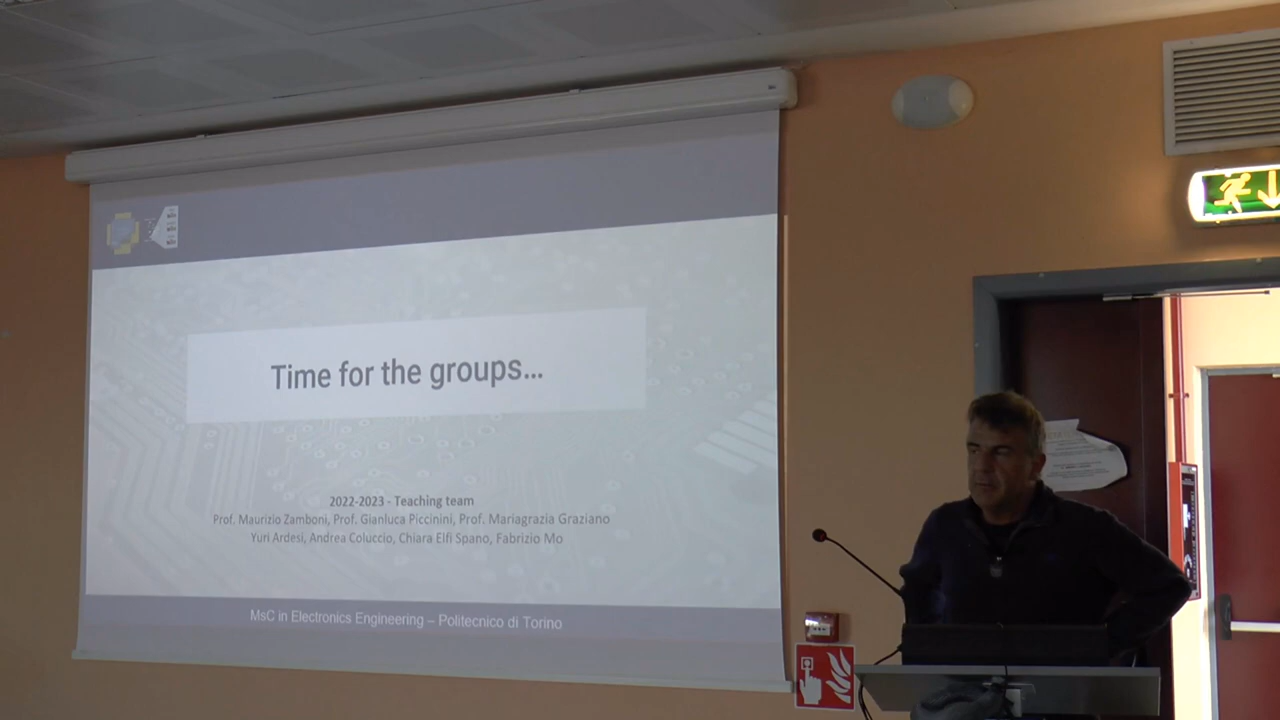 Time for the groups...
2022-2023 - Teaching team
Prof. Maurizio Zamboni, Prof. Gianluca Piccinini, Prof. Mariagrazia Graziano
Yuri Ardesi, Andrea Coluccio, Chiara Elfi Spano, Fabrizio Mo
MsC in Electronics Engineering – Politecnico di Torino